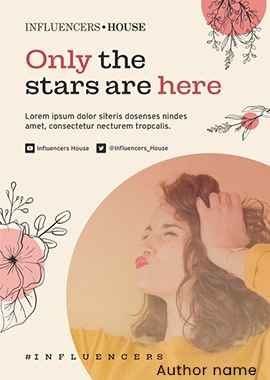 INFLUENCERS•HOUSE
Only the
stars are here
Lorem ipsum dolor siteris dosenses nindes
amet, consectetur necturem tropcalis.
Influencers House @Influencers_House
#INFLUENCERS
Author name